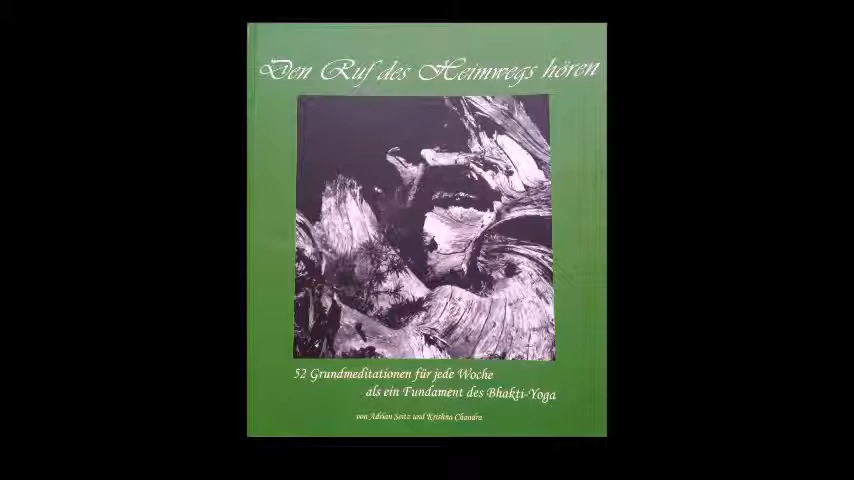 Den Ruf des Heimwegs hören
52 Grundmeditationen für jede Woche
als ein Fundament des Bhakti-Yoga
von Adrian Seitz und Krishna Chandra